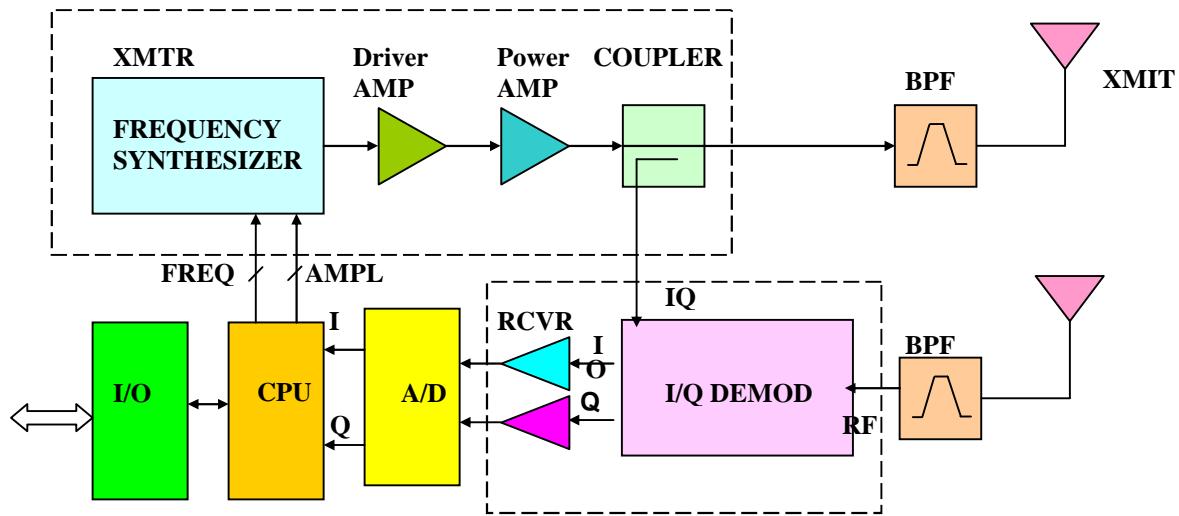 XMTR
Driver
AMP
Power
AMP
COUPLER
BPF
XMIT
FREQUENCY
SYNTHESIZER
FREQ
AMPL
I/O
CPU
I
Q
A/D
RCVR
I
O
Q
IQ
I/Q DEMOD
RF
BPF